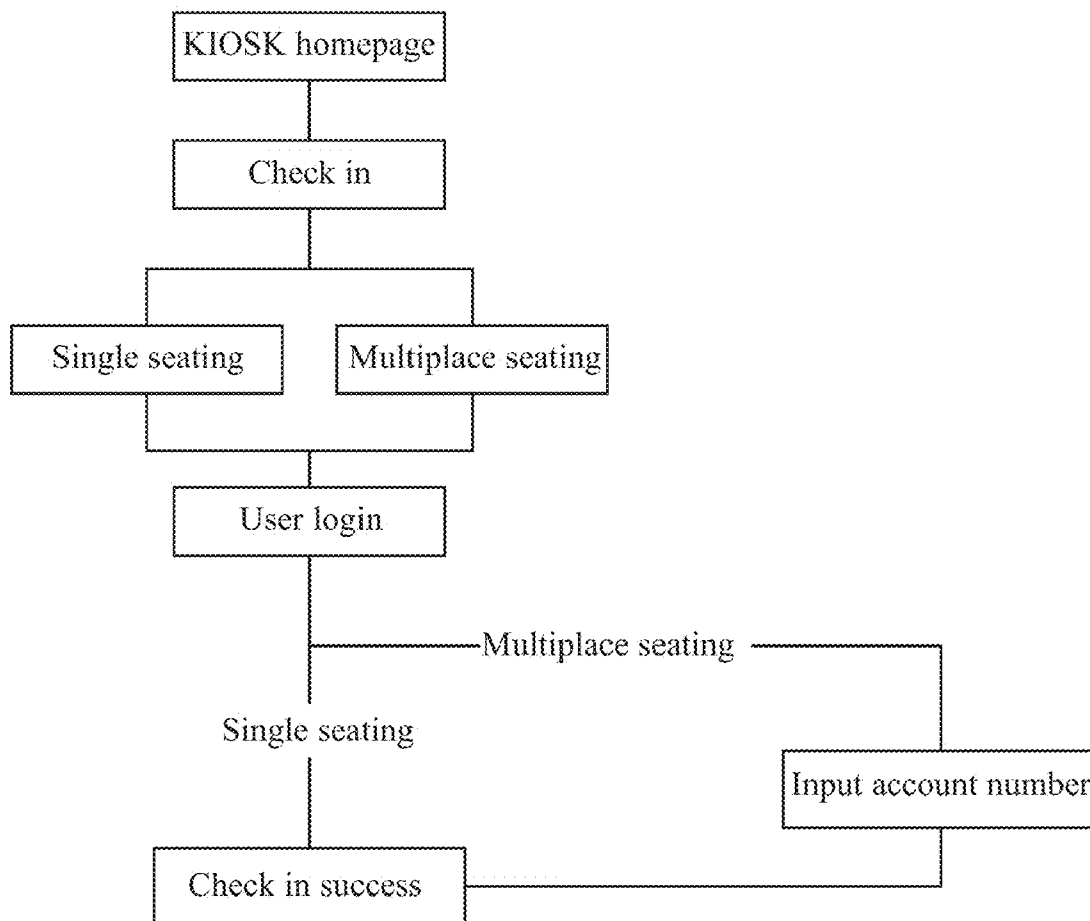 KIOSK homepage
Check in
Single seating
Multiplace seating
User login
Multiplace seating
Single seating
Input account number
Check in success